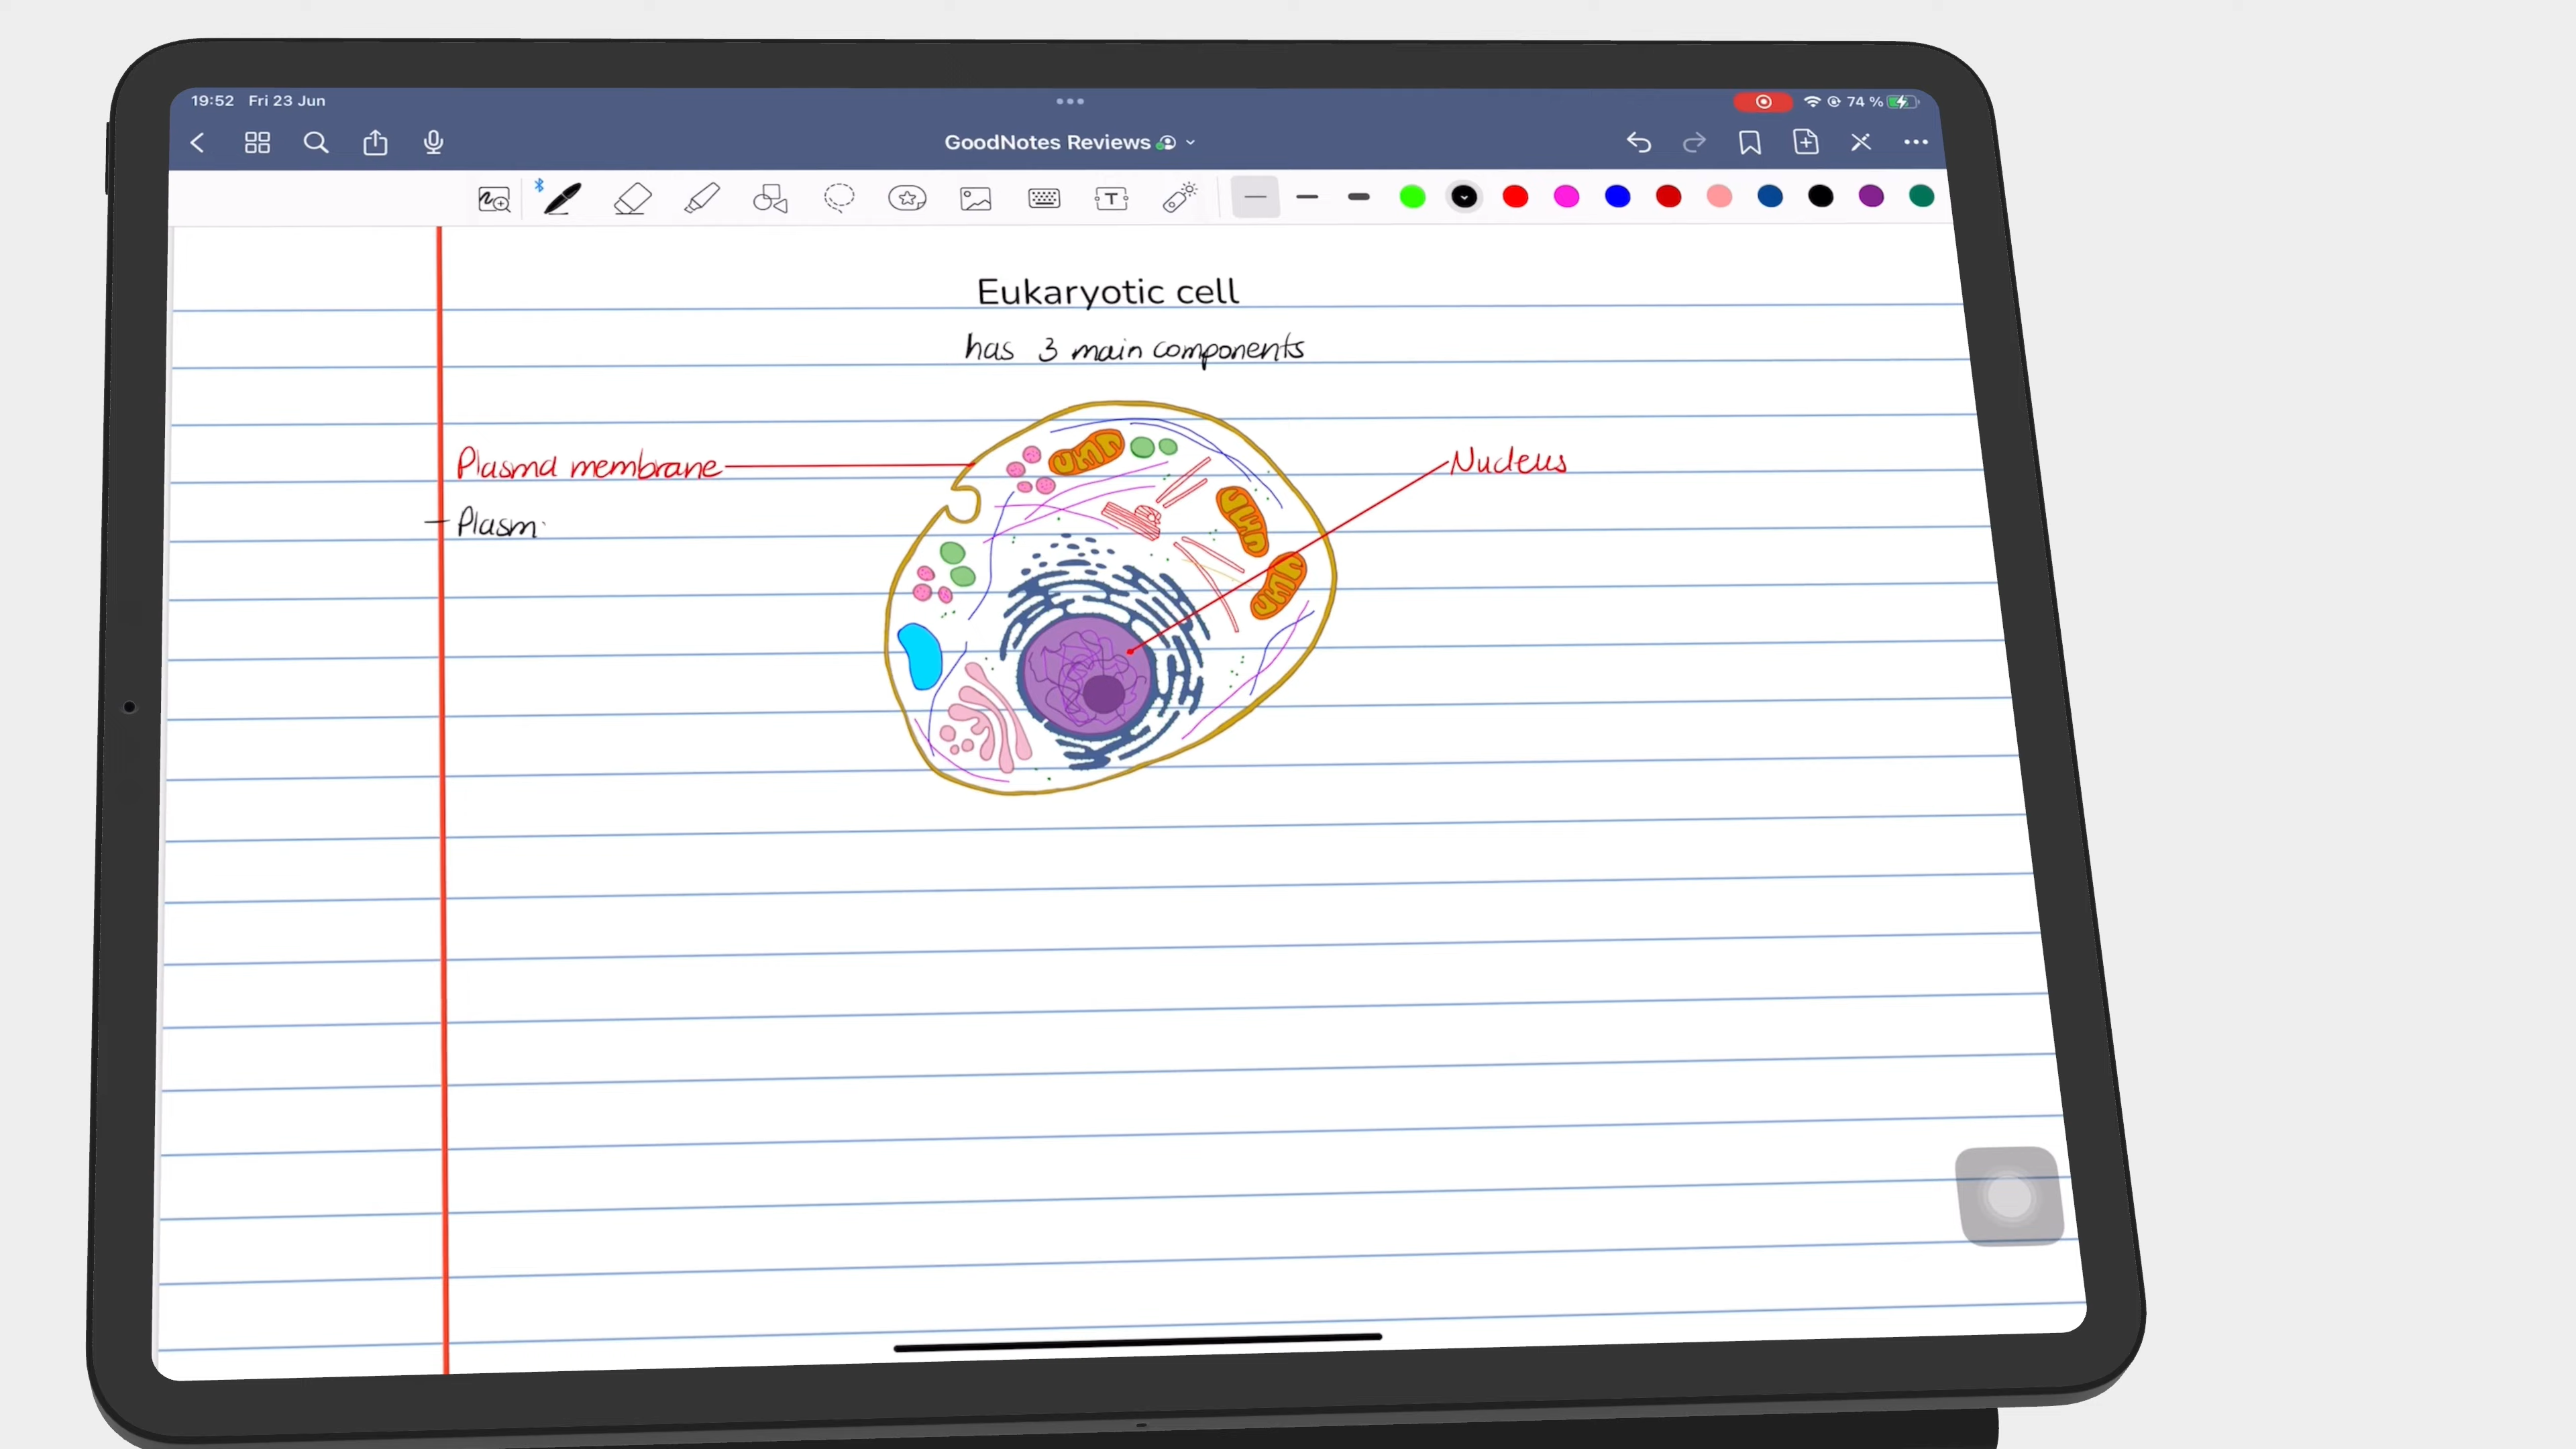 19:52 Fri 23 Jun
74 %
GoodNotes Reviews
T
Eukaryotic cell
has 3 main components
Plasma membrane
Nucleus
– Plasm